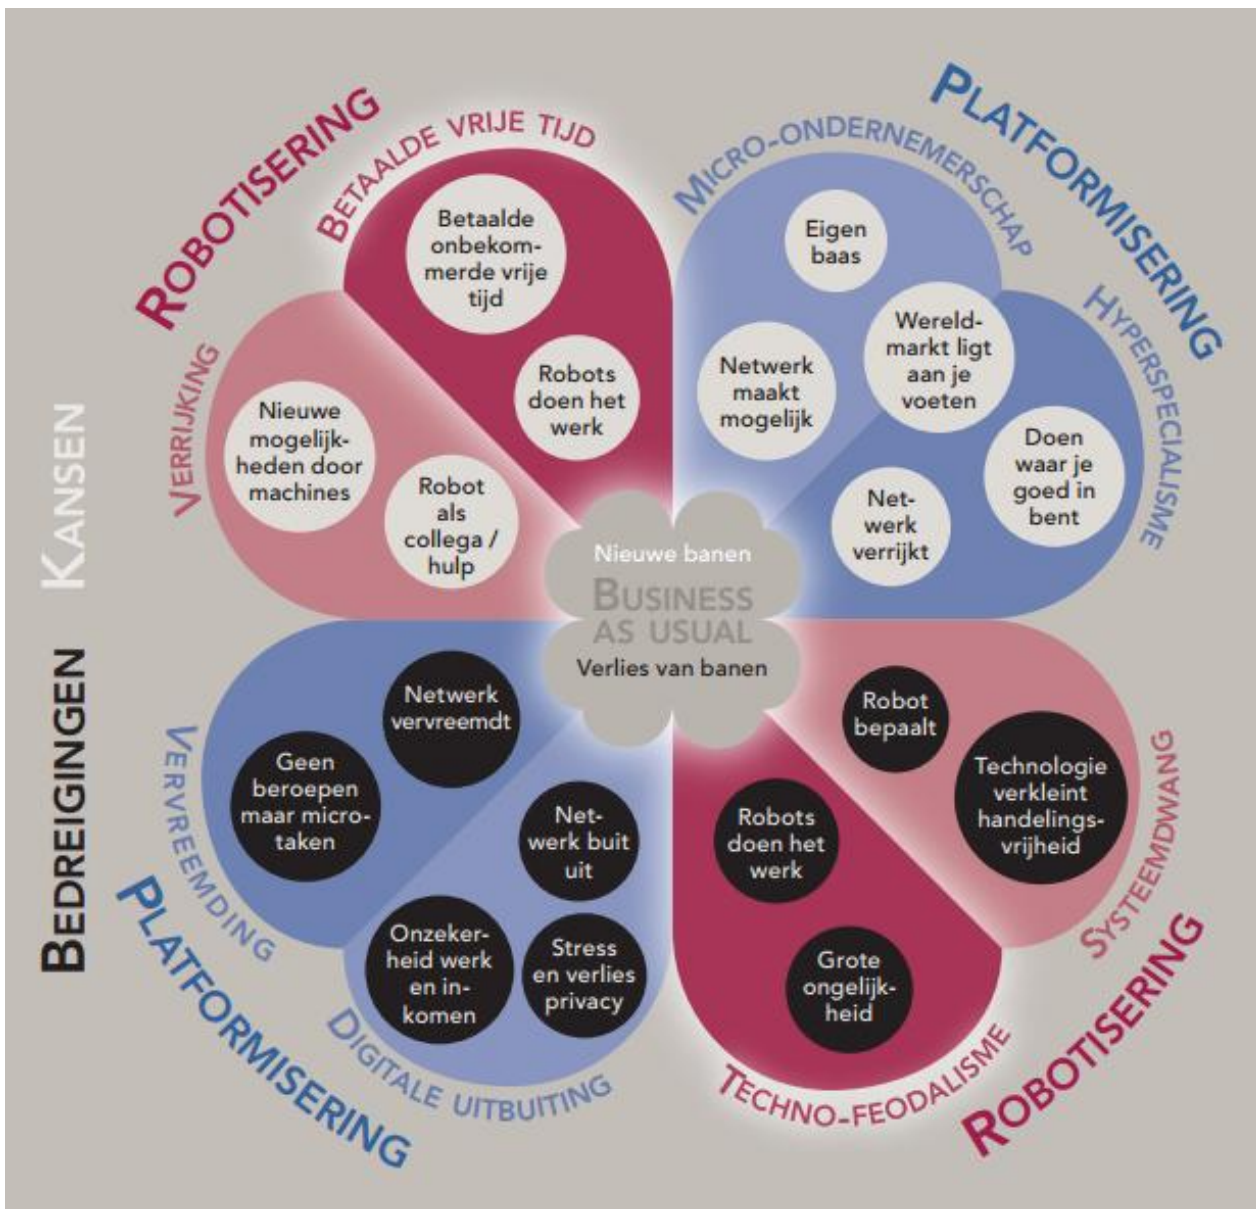 KANSEN
ROBOTISERING
BETAALDE VRIJE TIJD
Betaalde
onbekom-
merde vrije
tijd
Robots
doen het
werk
VERRIJKING
Nieuwe
mogelijk-
heden door
machines
Robot
als
collega /
hulp
PLATFORMISERING
MICRO-ONDERNEMERSCHAP
Eigen
baas
Netwerk
maakt
mogelijk
Wereld-
markt ligt
aan je
voeten
HYPERSPECIALISME
Doen
waar je
goed in
bent
Net-
werk
verrijkt
Nieuwe banen
BUSINESS
AS USUAL
Verlies van banen
BEDREIGINGEN
VERVREEMDING
Netwerk
vervreemdt
Geen
beroepen
maar micro-
taken
PLATFORMISERING
DIGITALE UITBUITING
Net-
werk buit
uit
Onzeker-
heid werk
en in-
komen
Stress
en verlies
privacy
Robot
bepaalt
Technologie
verkleint
handelings-
vrijheid
SYSTEEMDWANG
Robots
doen het
werk
Grote
ongelijk-
heid
TECHNO-FEODALISME
ROBOTISERING